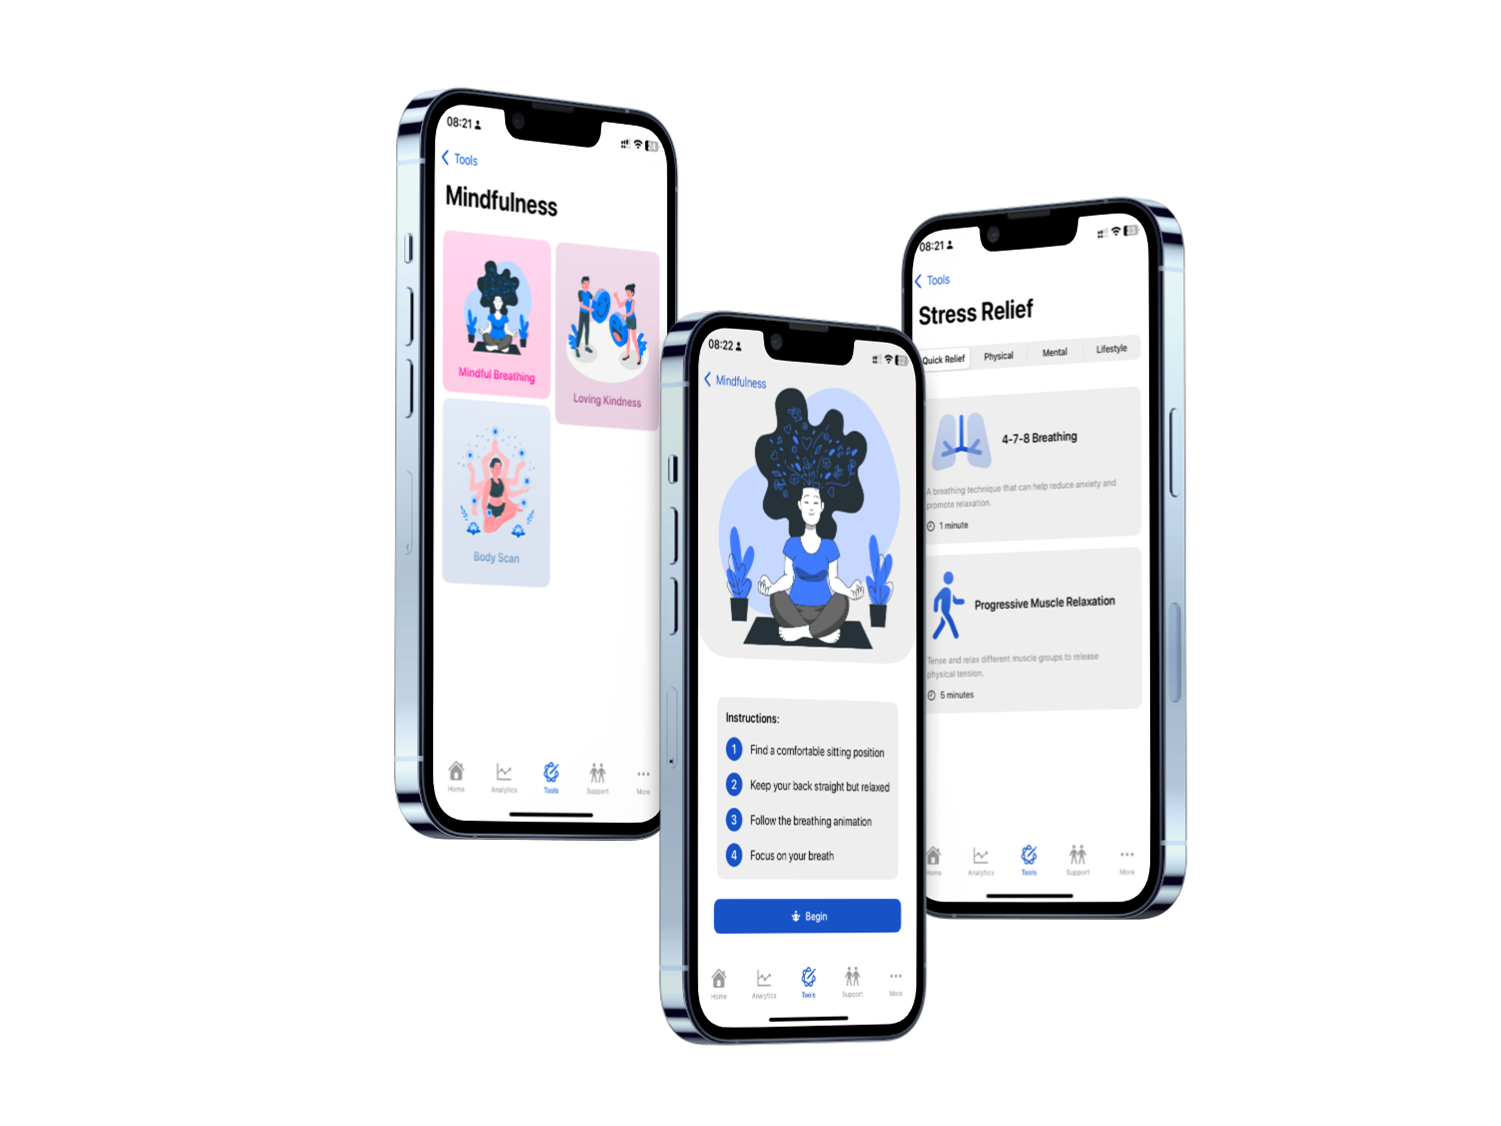 08:21
Tools
Mindfulness
Mindful Breathing
Loving Kindness
Body Scan
Home
Analytics
Tools
Support
More
08:22
Mindfulness
Instructions:
1 Find a comfortable sitting position
2 Keep your back straight but relaxed
3 Follow the breathing animation
4 Focus on your breath
Begin
Home
Analytics
Tools
Support
More
08:21
Tools
Stress Relief
Quick Relief
Physical
Mental
Lifestyle
4-7-8 Breathing
A breathing technique that can help reduce anxiety and
promote relaxation.
1 minute
Progressive Muscle Relaxation
Tense and relax different muscle groups to release
physical tension.
5 minutes
Home
Analytics
Tools
Support
More